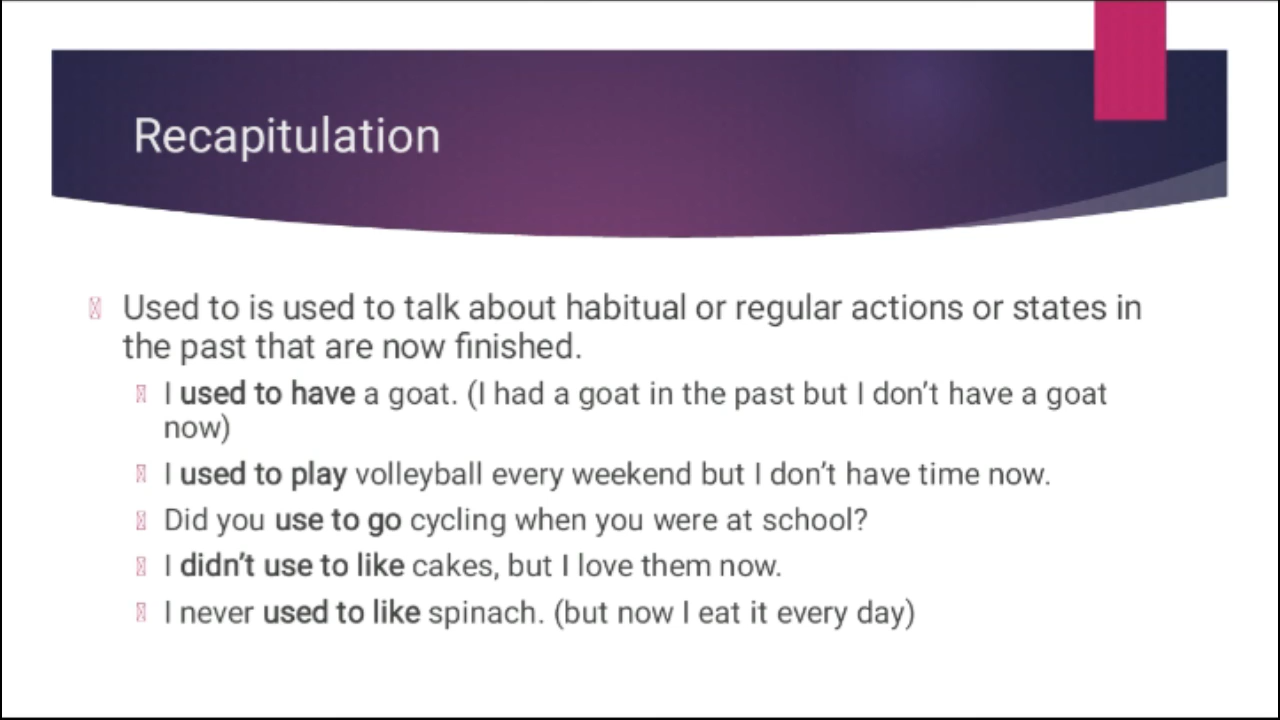 Recapitulation
Used to is used to talk about habitual or regular actions or states in
the past that are now finished.
I used to have a goat. (I had a goat in the past but I don’t have a goat
now)
I used to play volleyball every weekend but I don’t have time now.
Did you use to go cycling when you were at school?
I didn’t use to like cakes, but I love them now.
I never used to like spinach. (but now I eat it every day)